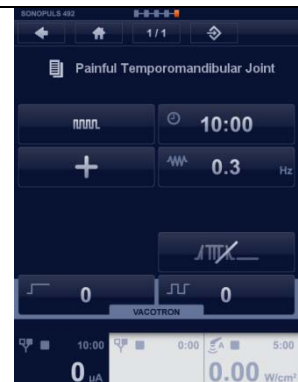 SONOPULS 492
1/1
Painful Temporomandibular Joint
10:00
0.3 Hz
0 0
VACOTRON
10:00 0:00 A 5:00
0 uA 0.00 W/cm²